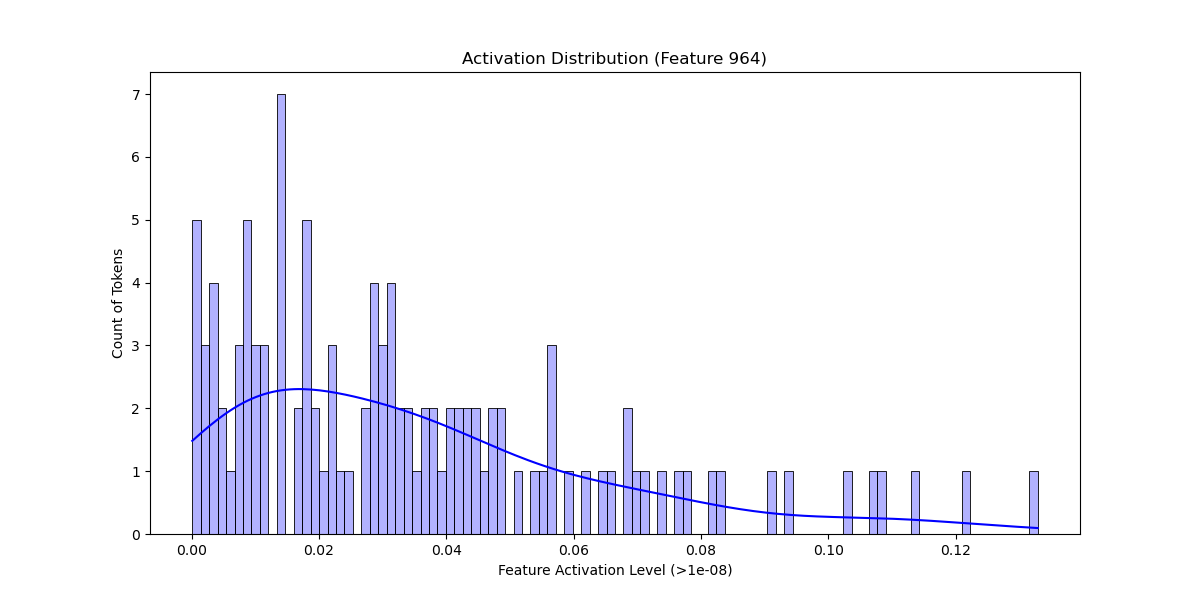 Activation Distribution (Feature 964)
Count of Tokens
7
6
5
4
3
2
1
0
0.00 0.02 0.04 0.06 0.08 0.10 0.12
Feature Activation Level (>1e-08)